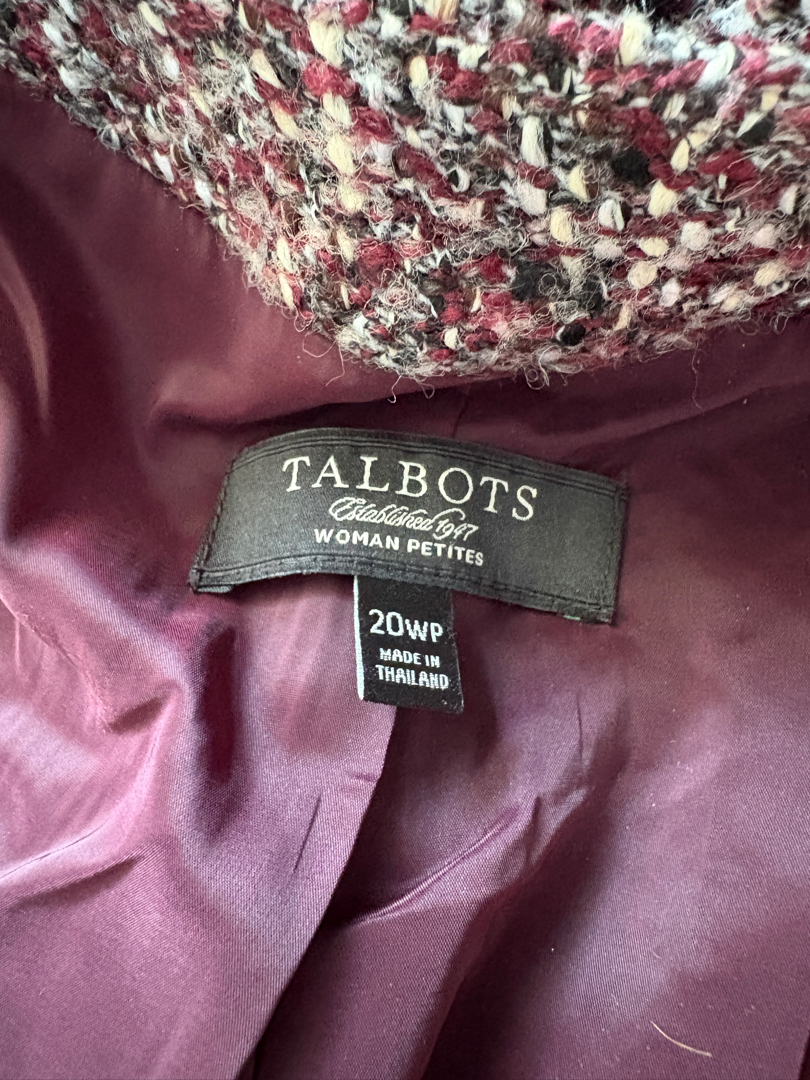 TALBOTS
Established 1947
WOMAN PETITES
20WP
MADE IN
THAILAND